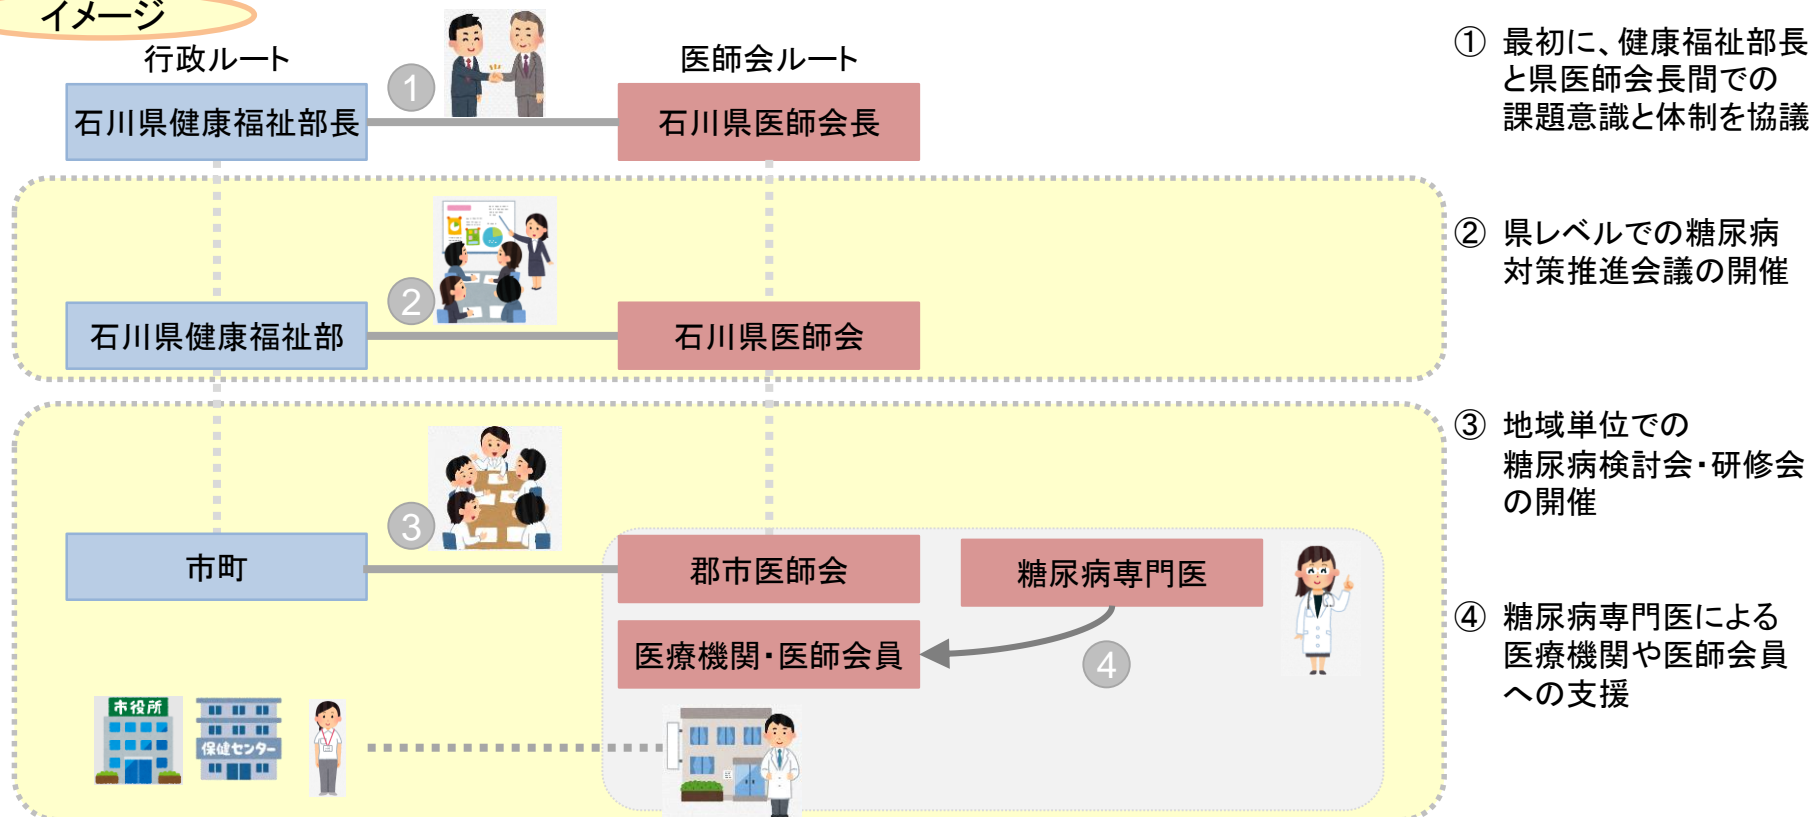 イメージ
行政ルート
医師会ルート
①
石川県健康福祉部長
石川県医師会長
②
石川県健康福祉部
石川県医師会
③
市町
郡市医師会
糖尿病専門医
医療機関・医師会員
④
市役所
保健センター
① 最初に、健康福祉部長
と県医師会長間での
課題意識と体制を協議
② 県レベルでの糖尿病
対策推進会議の開催
③ 地域単位での
糖尿病検討会・研修会
の開催
④ 糖尿病専門医による
医療機関や医師会員
への支援